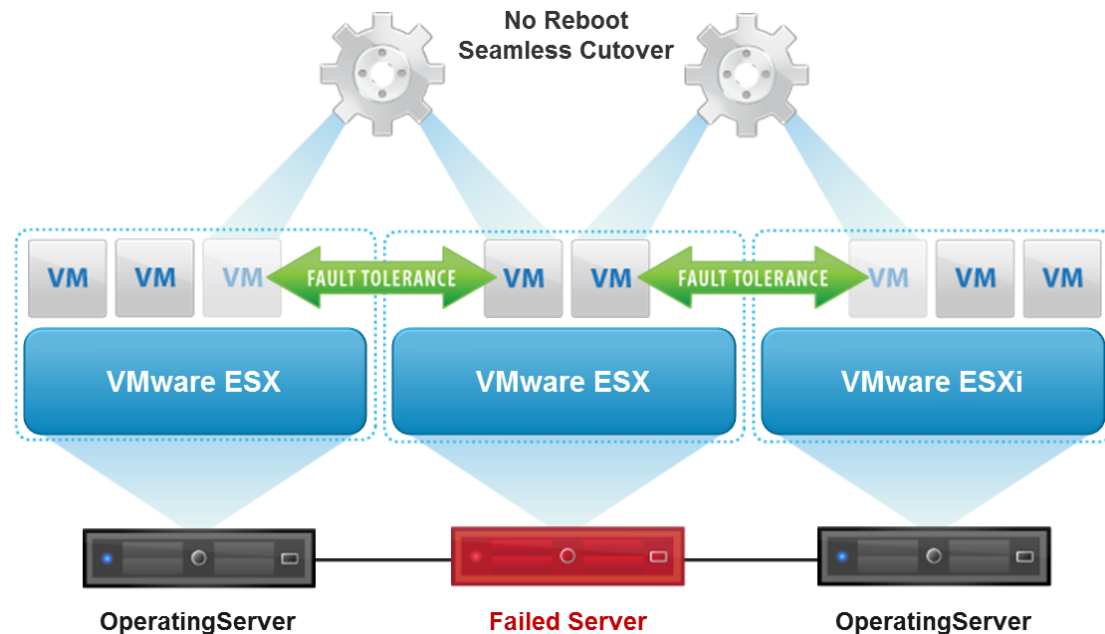 No Reboot
Seamless Cutover
VM VM VM FAULT TOLERANCE VM VM FAULT TOLERANCE VM VM VM
VMware ESX VMware ESX VMware ESXi
OperatingServer Failed Server OperatingServer